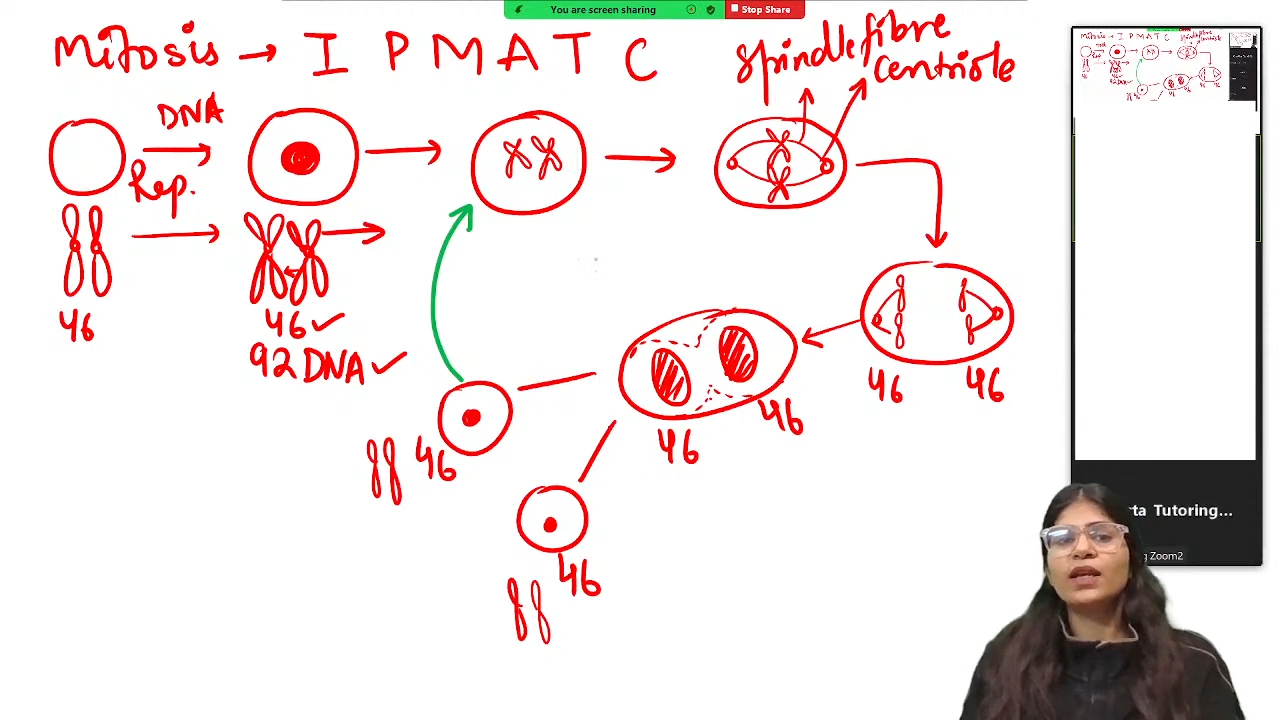 You are screen sharing
Stop Share
Mitosis → I P M A T C
Spindle fibre
Centriole
DNA
Rep.
46
46 ✓
92 DNA ✓
46 46
46 46
46
46
ta Tutoring...
g Zoom2